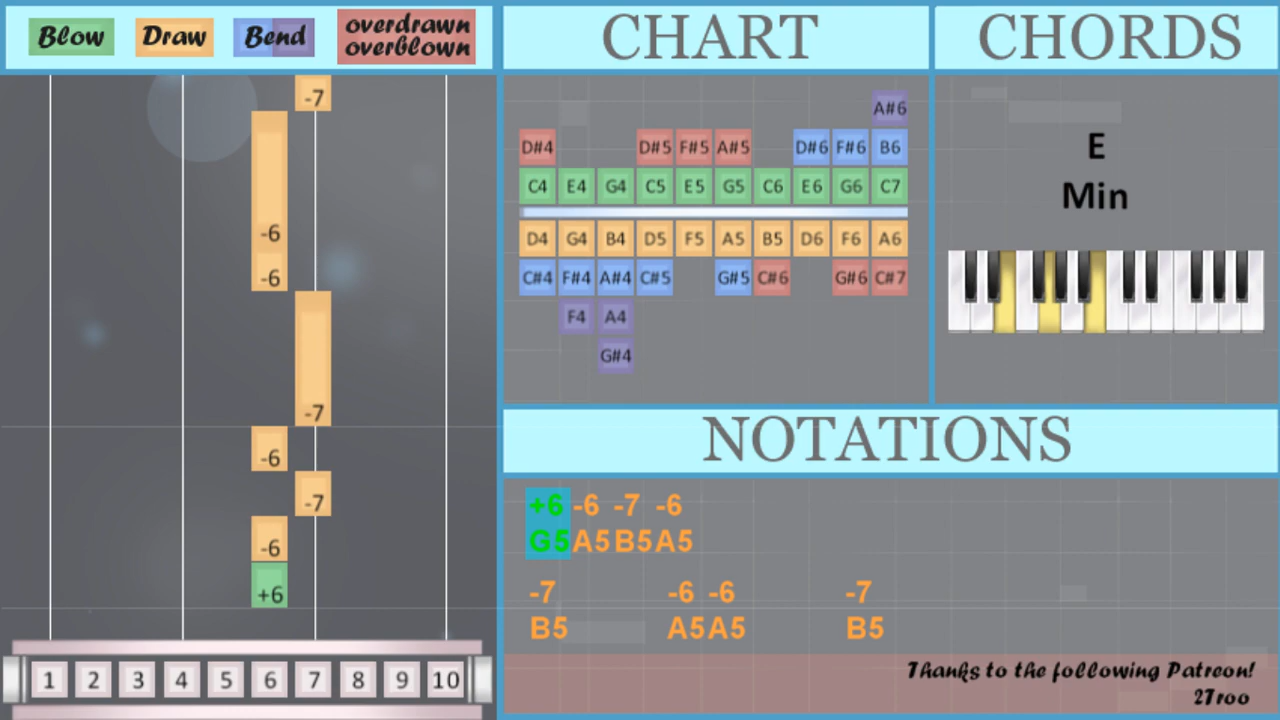 Blow Draw Bend overdrawn
overblown
CHART
CHORDS
-7
-6
-6
-7
-6
-7
-6
+6
1 2 3 4 5 6 7 8 9 10
A#6
D#4 D#5 F#5 A#5 D#6 F#6 B6
C4 E4 G4 C5 E5 G5 C6 E6 G6 C7
D4 G4 B4 D5 F5 A5 B5 D6 F6 A6
C#4 F#4 A#4 C#5 G#5 C#6 G#6 C#7
F4 A4
G#4
E
Min
NOTATIONS
+6 -6 -7 -6
G5 A5 B5 A5
-7 -6 -6 -7
B5 A5 A5 B5
Thanks to the following Patreon!
2Troo